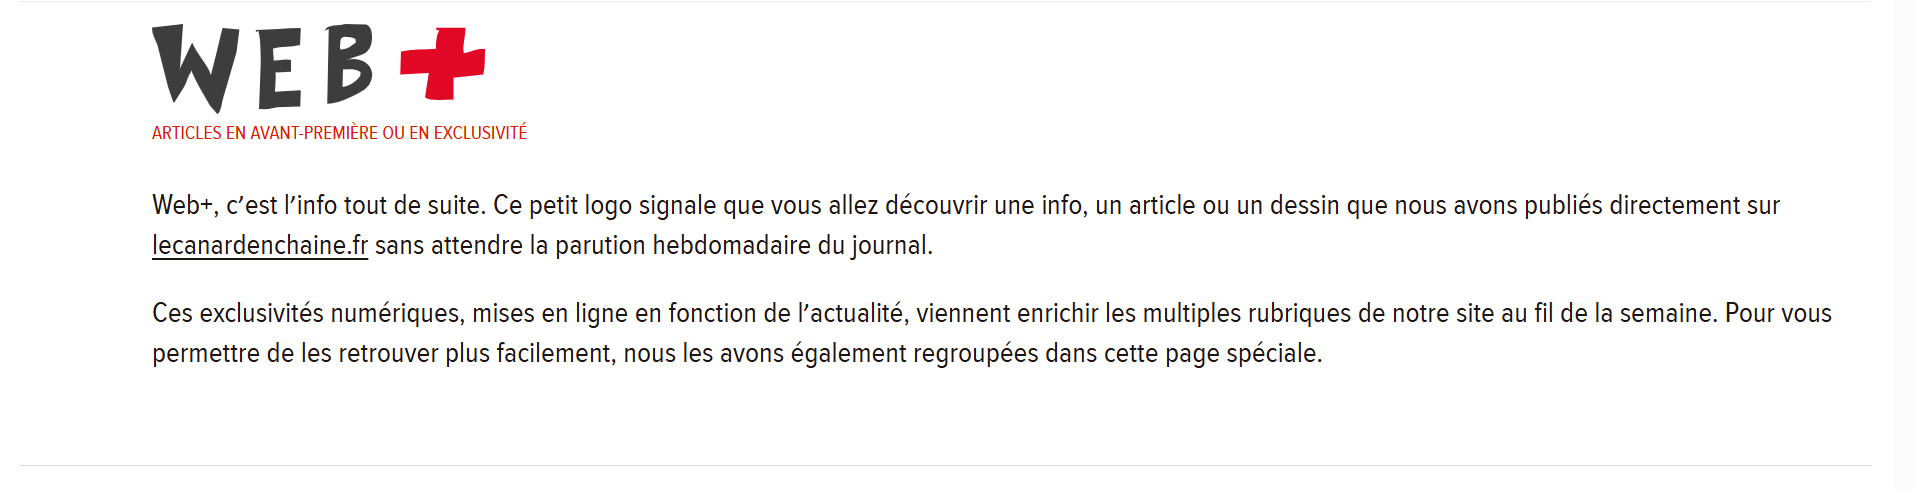 WEB+
ARTICLES EN AVANT-PREMIÈRE OU EN EXCLUSIVITÉ
Web+, c’est l’info tout de suite. Ce petit logo signale que vous allez découvrir une info, un article ou un dessin que nous avons publiés directement sur
lecanardenchaine.fr sans attendre la parution hebdomadaire du journal.
Ces exclusivités numériques, mises en ligne en fonction de l’actualité, viennent enrichir les multiples rubriques de notre site au fil de la semaine. Pour vous
permettre de les retrouver plus facilement, nous les avons également regroupées dans cette page spéciale.